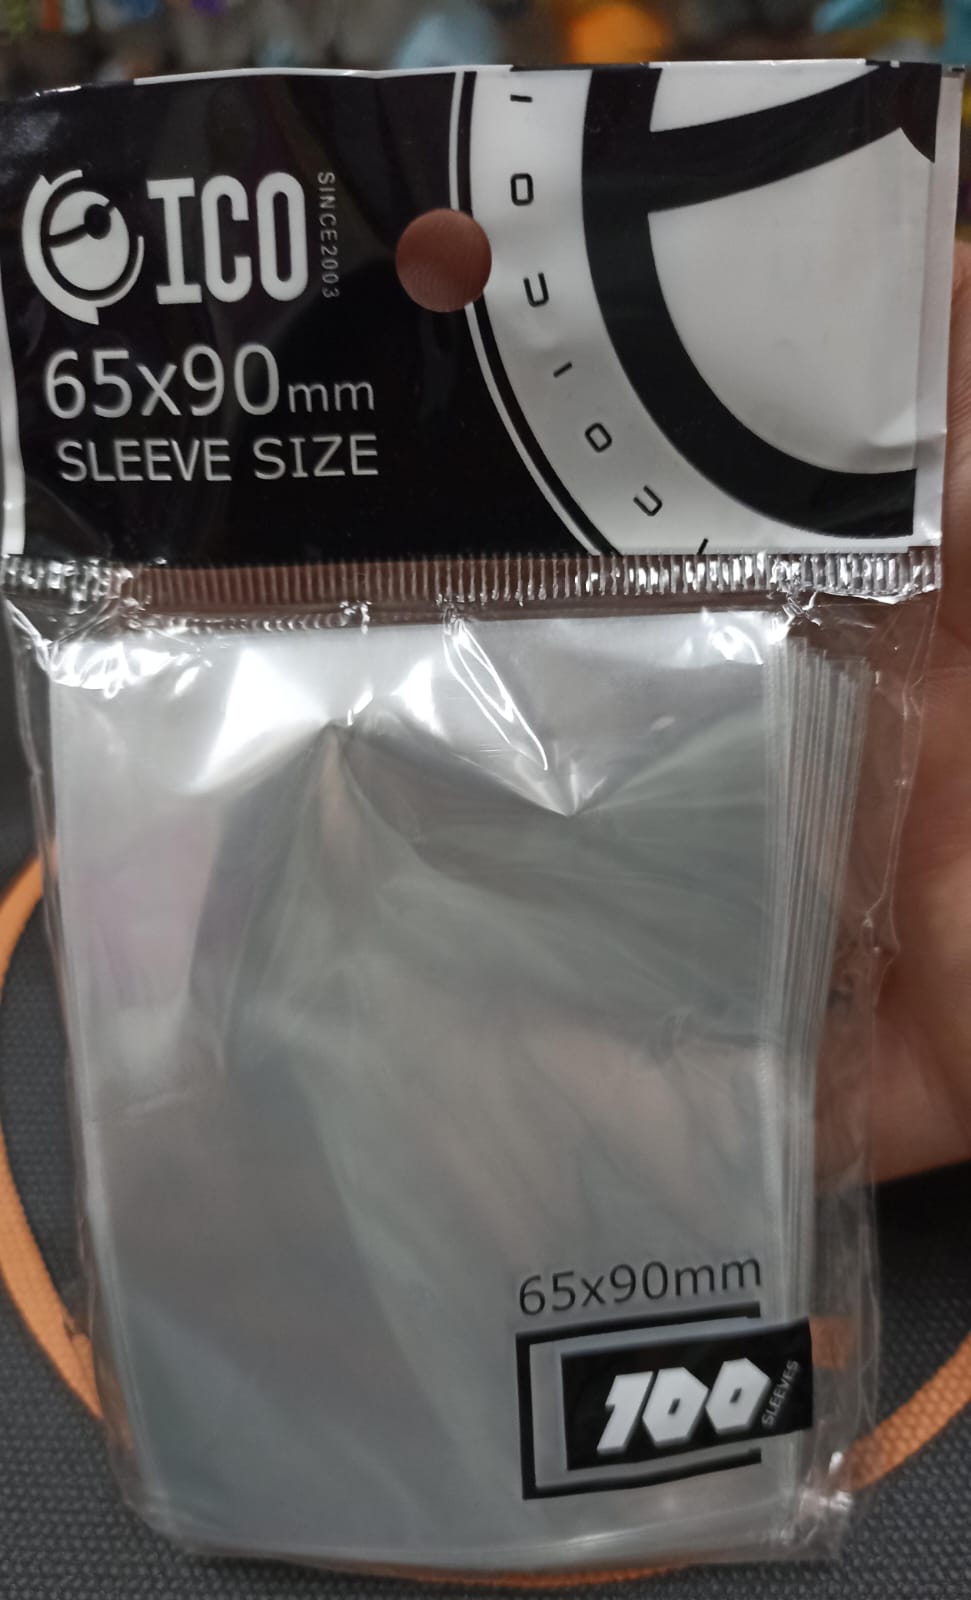 ICO
SINCE2003
65x90mm
SLEEVE SIZE
65x90mm
100
SLEEVES